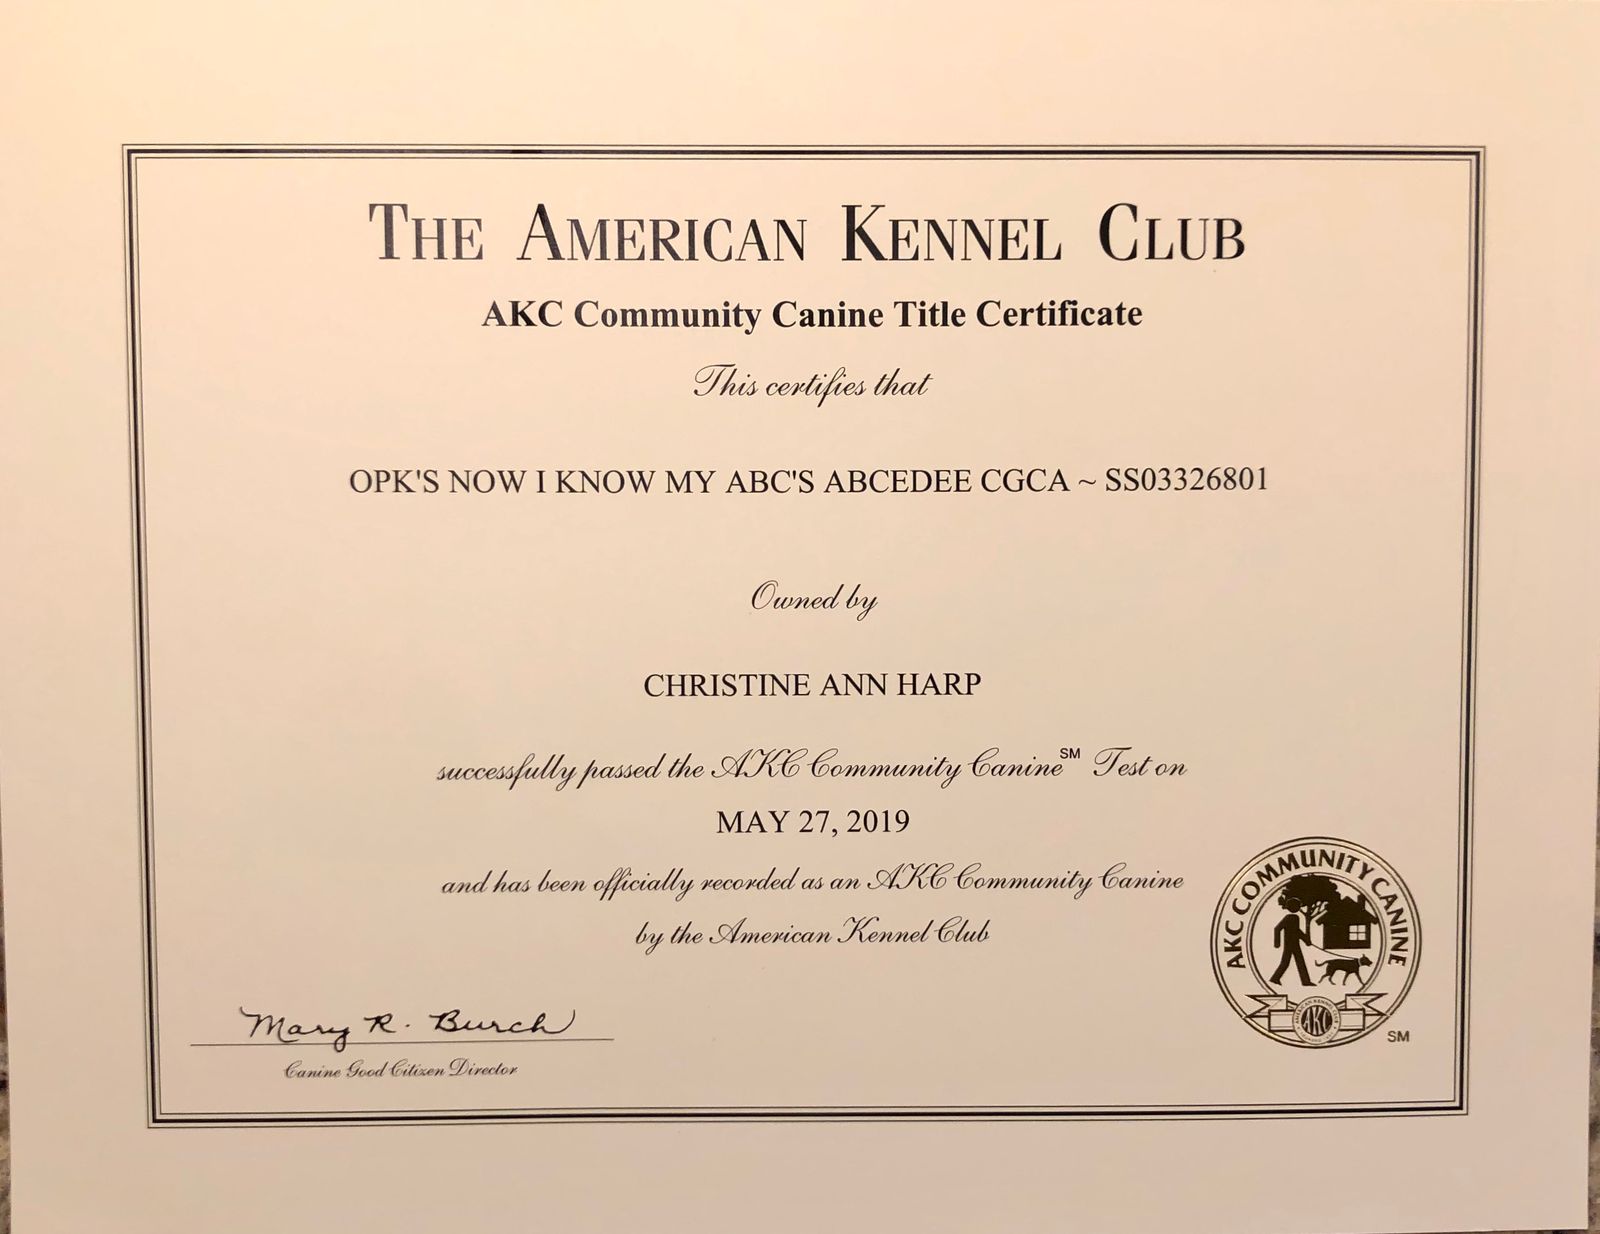 THE AMERICAN KENNEL CLUB
AKC Community Canine Title Certificate
This certifies that
OPK'S NOW I KNOW MY ABC'S ABCEDEE CGCA ~ SS03326801
Owned by
CHRISTINE ANN HARP
successfully passed the AKC Community Canine℠ Test on
MAY 27, 2019
and has been officially recorded as an AKC Community Canine
by the American Kennel Club
AKC COMMUNITY CANINE
AMERICAN KENNEL CLUB
AKC
SM
Mary R. Burch
Canine Good Citizen Director